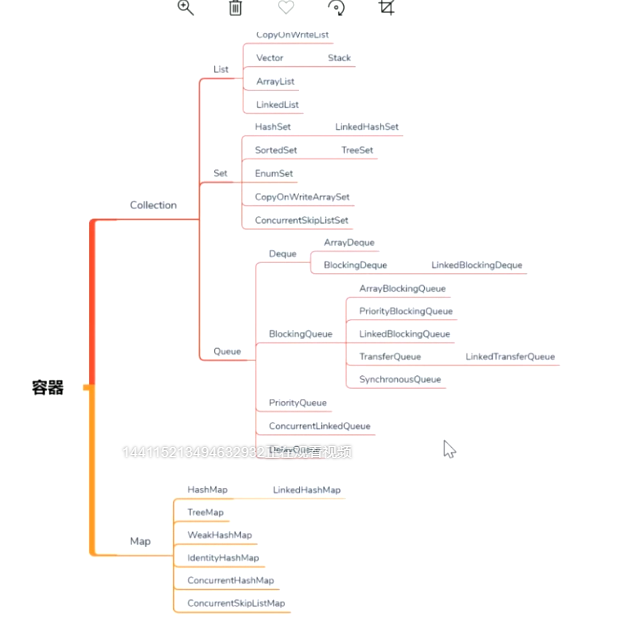 CopyOnWriteList
Vector Stack
List
ArrayList
LinkedList
HashSet LinkedHashSet
SortedSet TreeSet
Set
EnumSet
CopyOnWriteArraySet
Collection
ConcurrentSkipListSet
ArrayDeque
Deque
BlockingDeque LinkedBlockingDeque
ArrayBlockingQueue
PriorityBlockingQueue
BlockingQueue
LinkedBlockingQueue
Queue
TransferQueue LinkedTransferQueue
SynchronousQueue
容器
PriorityQueue
ConcurrentLinkedQueue
DelayQueue
144115213494632932正在观看视频
HashMap LinkedHashMap
TreeMap
WeakHashMap
Map
IdentityHashMap
ConcurrentHashMap
ConcurrentSkipListMap